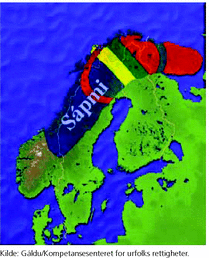 Sápmi
Kilde: Gáldu/Kompetansesenteret for urfolks rettigheter.